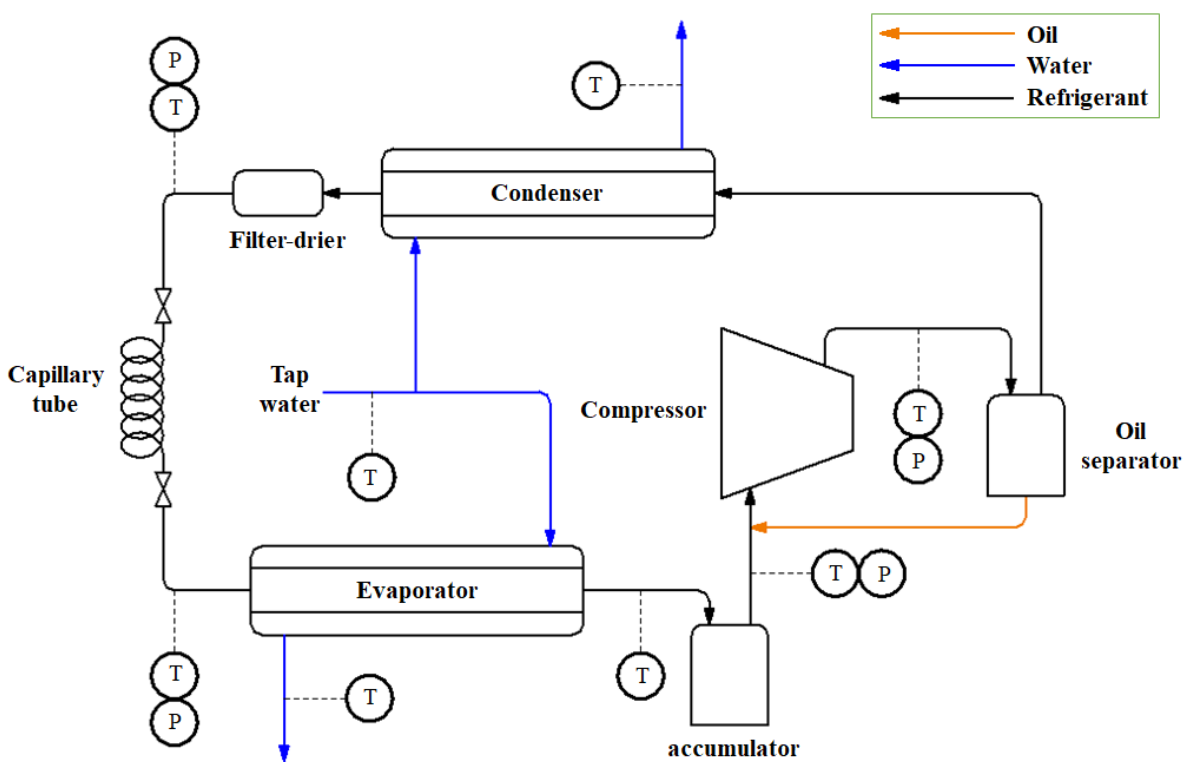 Oil
Water
Refrigerant
P
T
T
Condenser
Filter-drier
Capillary
tube
Tap
water
T
Compressor
T
P
Oil
separator
Evaporator
T
P
T
P
T
T
accumulator